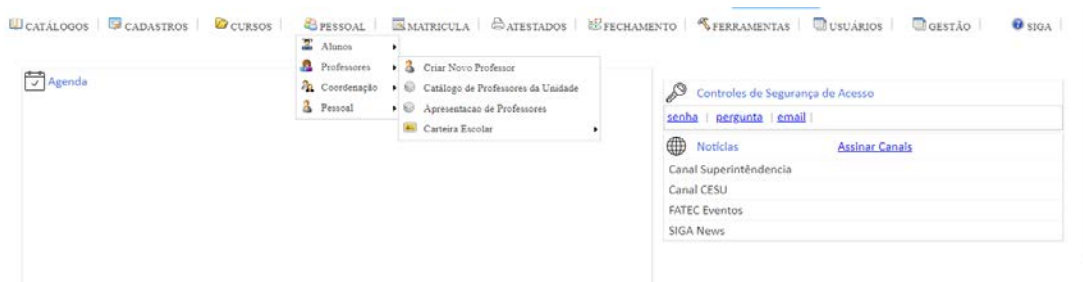 CATÁLOGOS | CADASTROS | CURSOS | PESSOAL | MATRICULA | ATESTADOS | FECHAMENTO | FERRAMENTAS | USUÁRIOS | GESTÃO | SIGA
Alunos
Professores
Coordenação
Pessoal
Criar Novo Professor
Catálogo de Professores da Unidade
Apresentacao de Professores
Carteira Escolar
Agenda
Controles de Segurança de Acesso
senha | pergunta | email |
Notícias Assinar Canais
Canal Superintêndencia
Canal CESU
FATEC Eventos
SIGA News